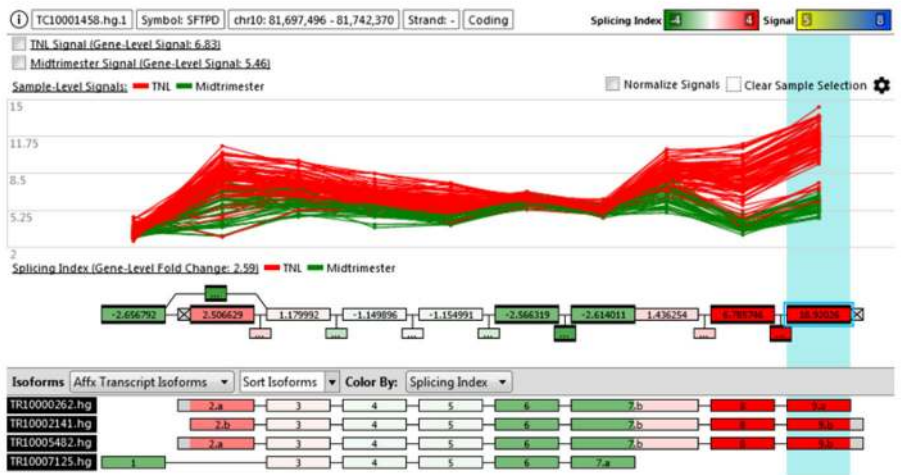 TC10001458.hg.1 Symbol: SFTPD chr10: 81,697,496 - 81,742,370 Strand: - Coding Splicing Index -4 4 Signal 5 8
TNL Signal (Gene-Level Signal: 6.83)
Midtrimester Signal (Gene-Level Signal: 5.46)
Sample-Level Signals: TNL Midtrimester Normalize Signals Clear Sample Selection
15
11.75
8.5
5.25
2
Splicing Index (Gene-Level Fold Change: 2.59) TNL Midtrimester
...
-2.656792 2.506629 1.179992 -1.149896 -1.154991 -2.566319 -2.614011 1.436254
... ... ... ... ... ... ...
Isoforms Affx Transcript Isoforms Sort Isoforms Color By: Splicing Index
TR10000262.hg 2.a 3 4 5 6 7.b 8 9.a
TR10002141.hg 2.b 3 4 5 6 7.b 8 9.b
TR10005482.hg 2.a 3 4 5 6 7.b 8 9.b
TR10007125.hg 1 3 4 5 6 7.a